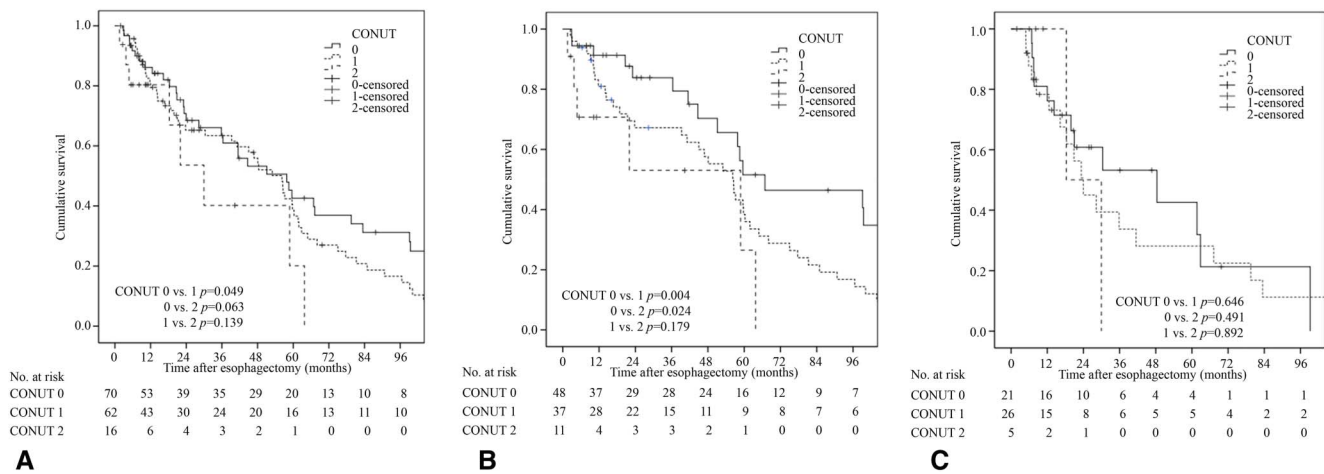 CONUT
0
1
2
0-censored
1-censored
2-censored
1.0
0.8
0.6
0.4
0.2
0.0
Cumulative survival
CONUT 0 vs. 1 p=0.049
0 vs. 2 p=0.063
1 vs. 2 p=0.139
0 12 24 36 48 60 72 84 96
Time after esophagectomy (months)
No. at risk
CONUT 0 70 53 39 35 29 20 13 10 8
CONUT 1 62 43 30 24 20 16 13 11 10
CONUT 2 16 6 4 3 2 1 0 0 0
A
CONUT
0
1
2
0-censored
1-censored
2-censored
1.0
0.8
0.6
0.4
0.2
0.0
Cumulative survival
CONUT 0 vs. 1 p=0.004
0 vs. 2 p=0.024
1 vs. 2 p=0.179
0 12 24 36 48 60 72 84 96
Time after esophagectomy (months)
No. at risk
CONUT 0 48 37 29 28 24 16 12 9 7
CONUT 1 37 28 22 15 11 9 8 7 6
CONUT 2 11 4 3 3 2 1 0 0 0
B
CONUT
0
1
2
0-censored
1-censored
2-censored
1.0
0.8
0.6
0.4
0.2
0.0
Cumulative survival
CONUT 0 vs. 1 p=0.646
0 vs. 2 p=0.491
1 vs. 2 p=0.892
0 12 24 36 48 60 72 84 96
Time after esophagectomy (months)
No. at risk
CONUT 0 21 16 10 6 4 4 1 1 1
CONUT 1 26 15 8 6 5 5 4 2 2
CONUT 2 5 2 1 0 0 0 0 0 0
C